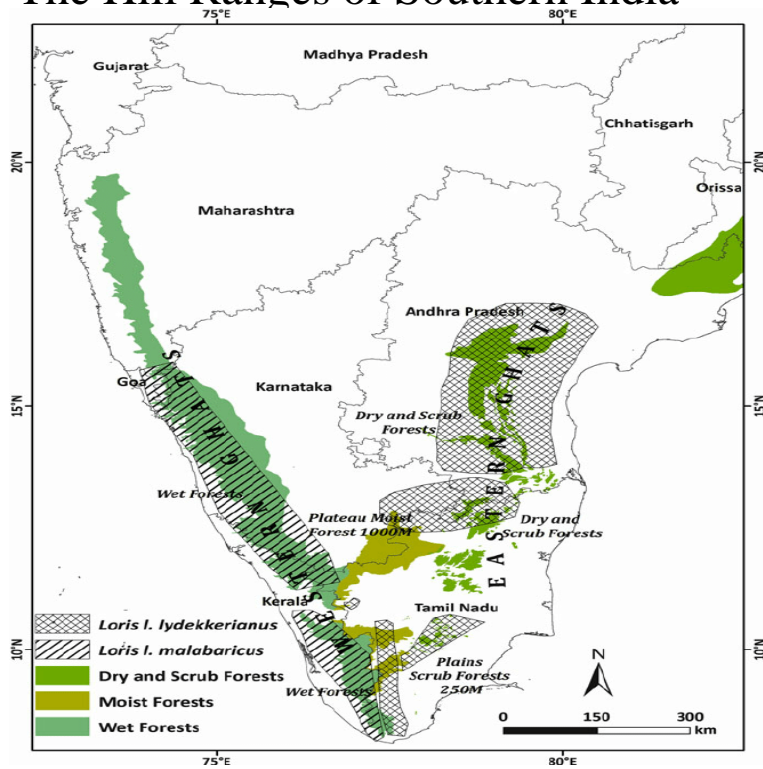 The Hill Ranges of Southern India
75°E
80°E
Madhya Pradesh
Gujarat
Chhatisgarh
20°N
20°N
Orissa
Maharashtra
Andhra Pradesh
Goa
Karnataka
15°N
15°N
Dry and Scrub
Forests
WESTERN GHATS
EASTERN GHATS
Wet Forests
Plateau Moist
Forest 1000M
Dry and
Scrub Forests
Kerala
Tamil Nadu
10°N
10°N
Plains
Scrub Forests
250M
Wet Forests
Loris l. lydekkerianus
Loris l. malabaricus
Dry and Scrub Forests
Moist Forests
Wet Forests
N
0 150 300
km
75°E
80°E